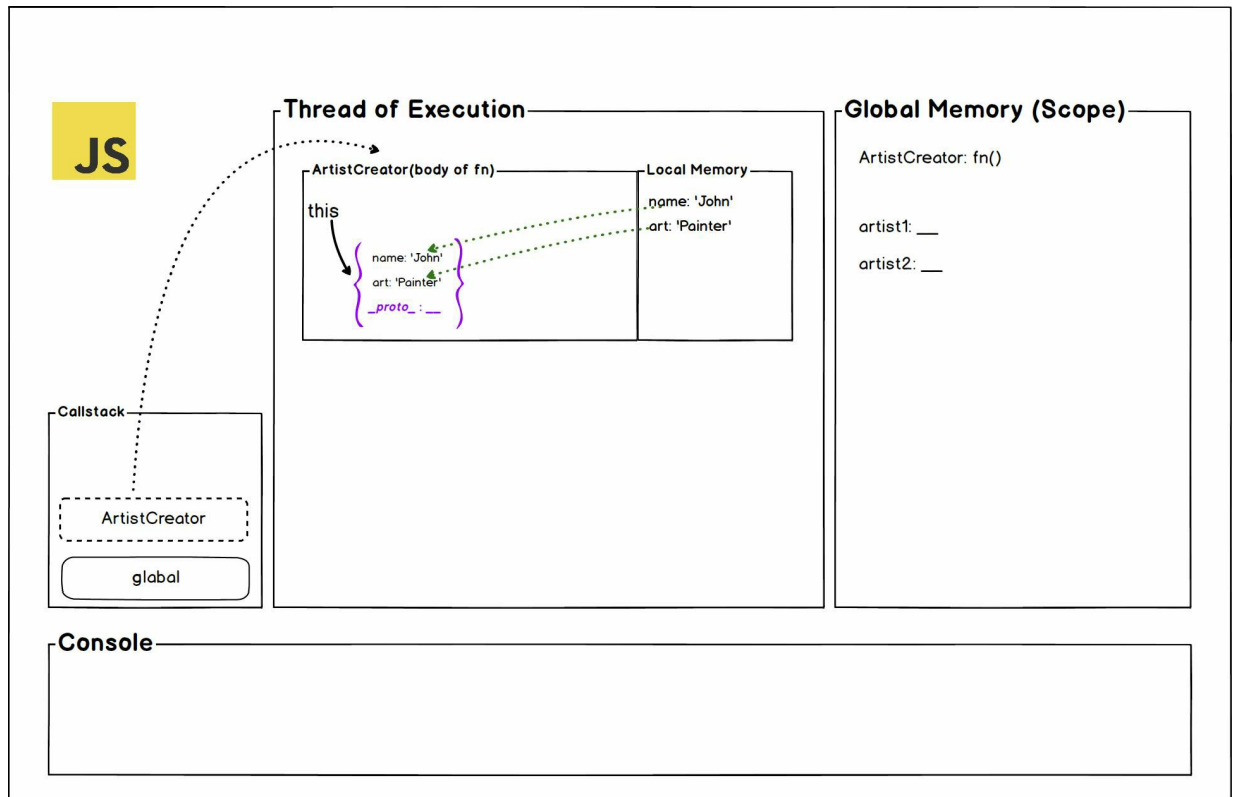 JS
Thread of Execution
Global Memory (Scope)
ArtistCreator(body of fn)
Local Memory
this
name: 'John'
art: 'Painter'
_proto_ : __
name: 'John'
art: 'Painter'
ArtistCreator: fn()
artist1: __
artist2: __
Callstack
ArtistCreator
glabal
Console